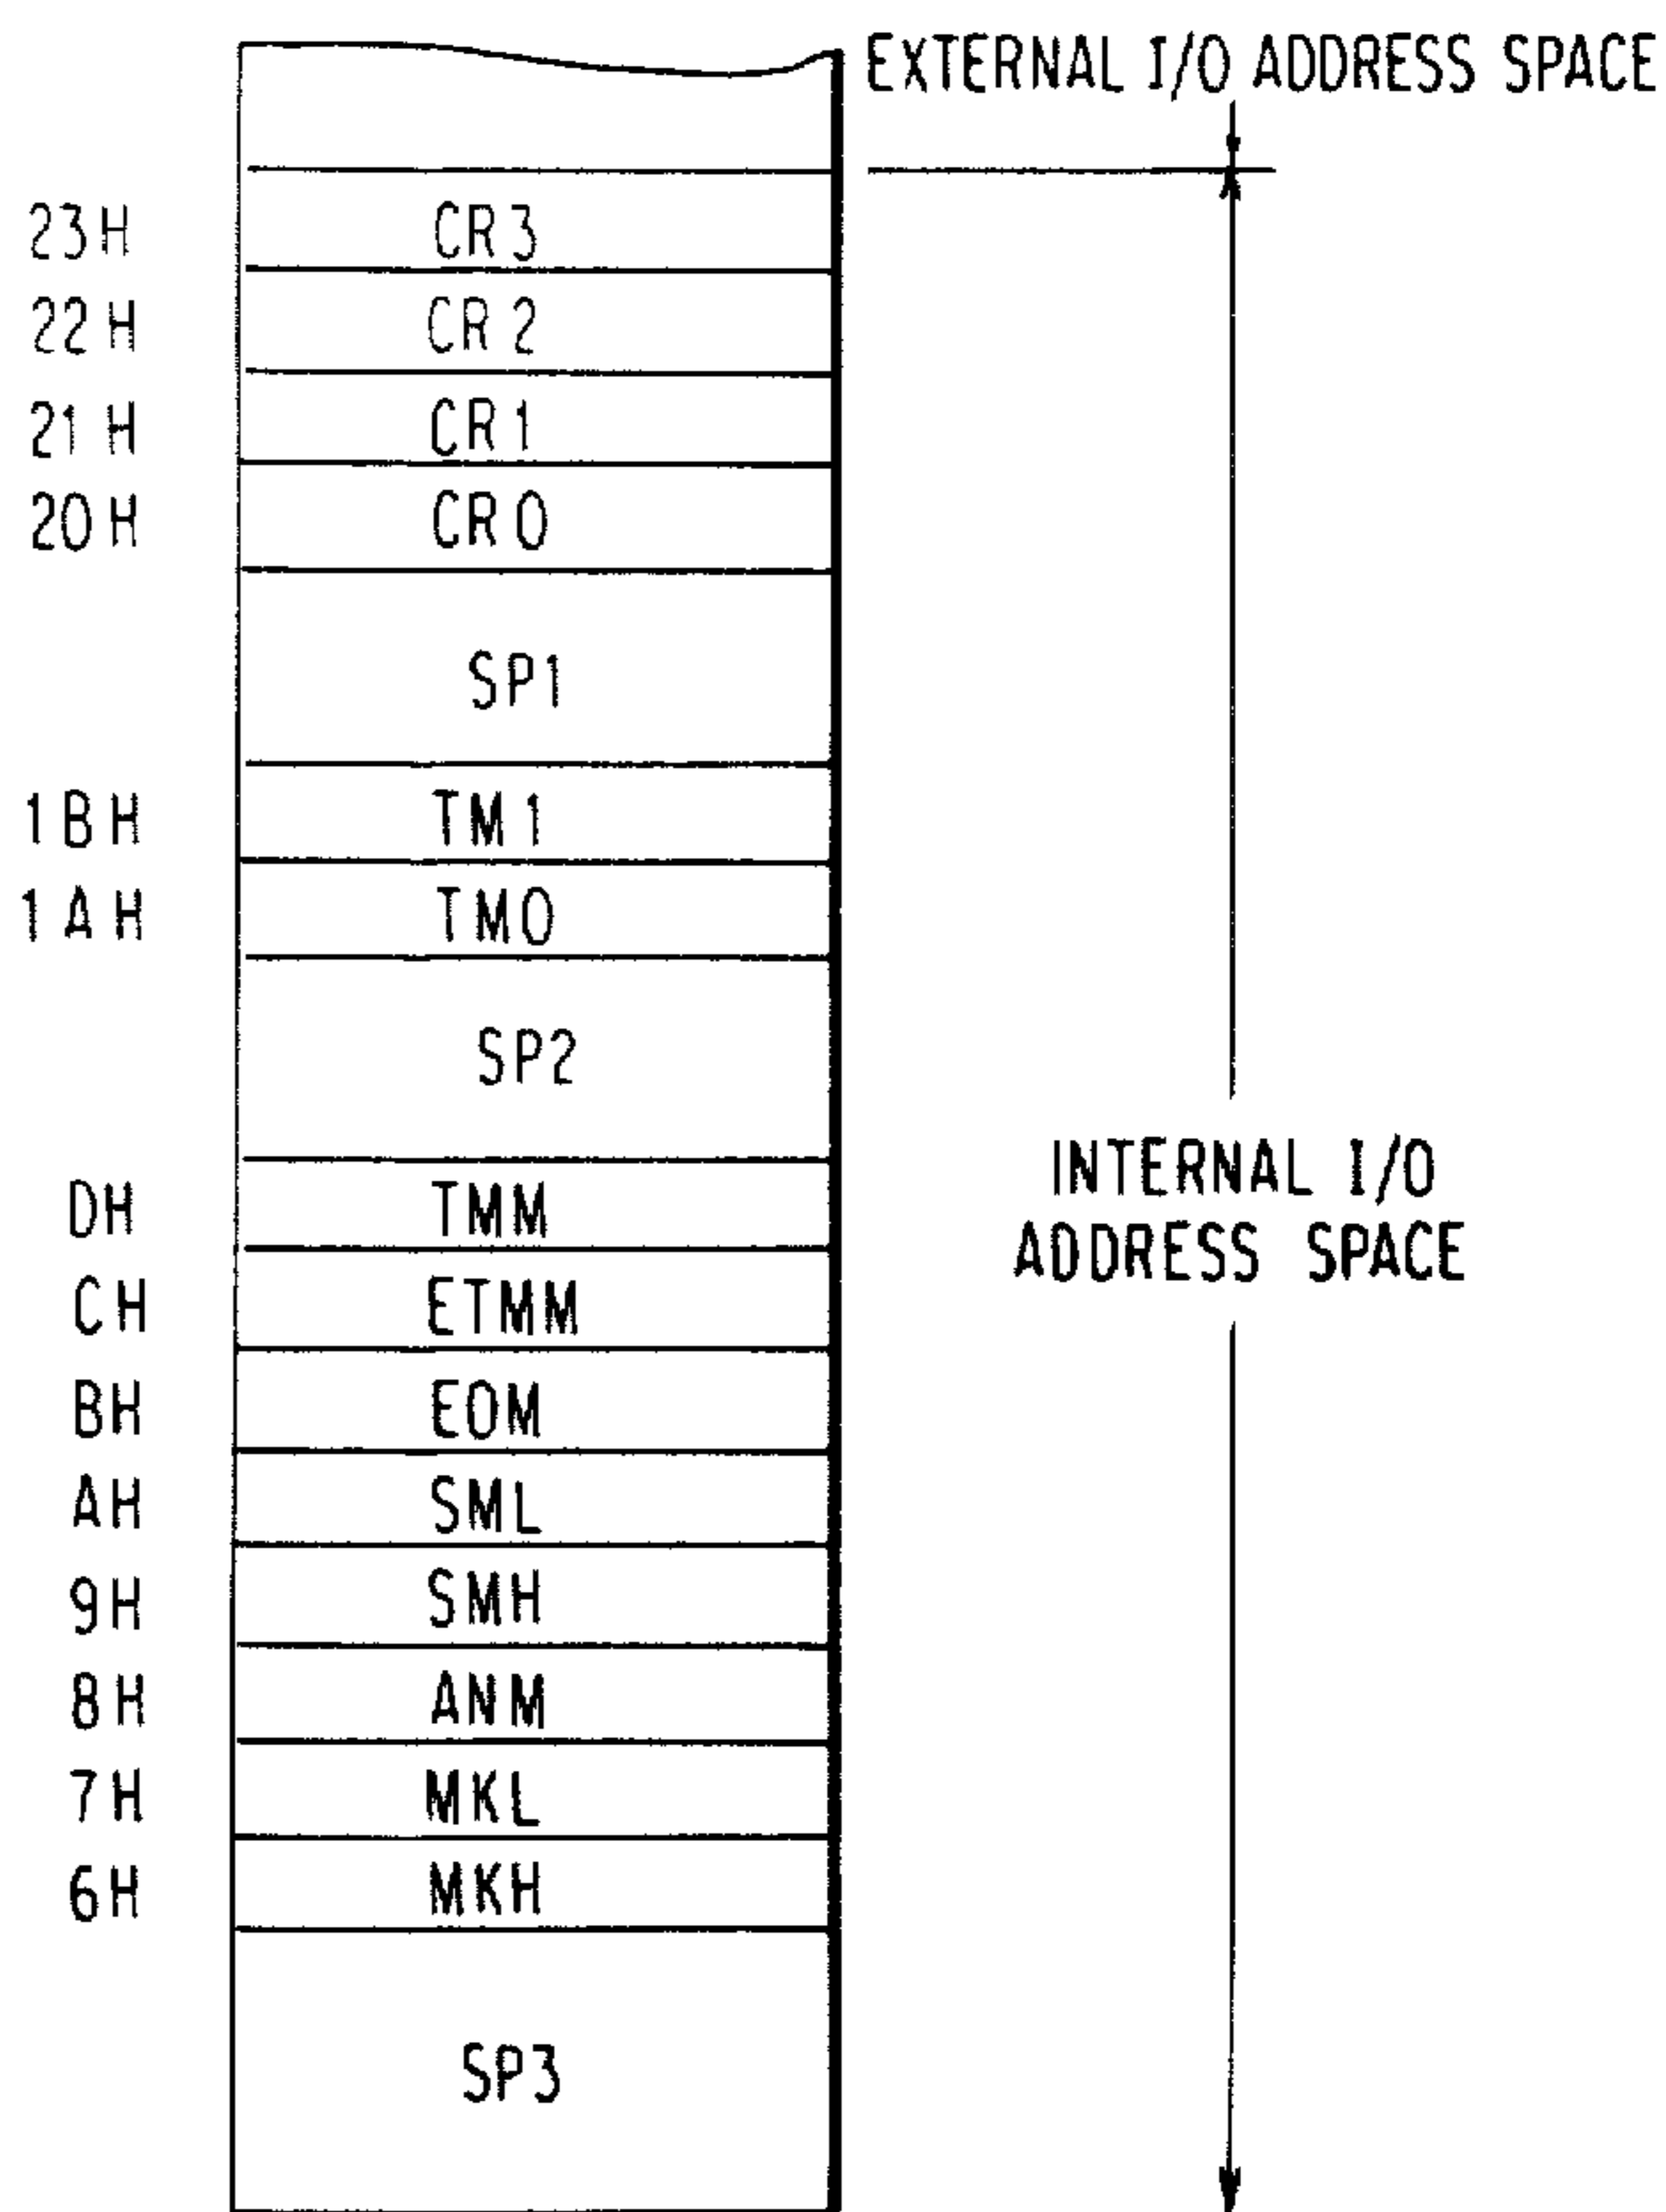 EXTERNAL I/O ADDRESS SPACE
23H CR3
22H CR2
21H CR1
20H CR0
SP1
1BH TM1
1AH TM0
SP2
DH TMM
INTERNAL I/O
ADDRESS SPACE
CH ETMM
BH EOM
AH SML
9H SMH
8H ANM
7H MKL
6H MKH
SP3